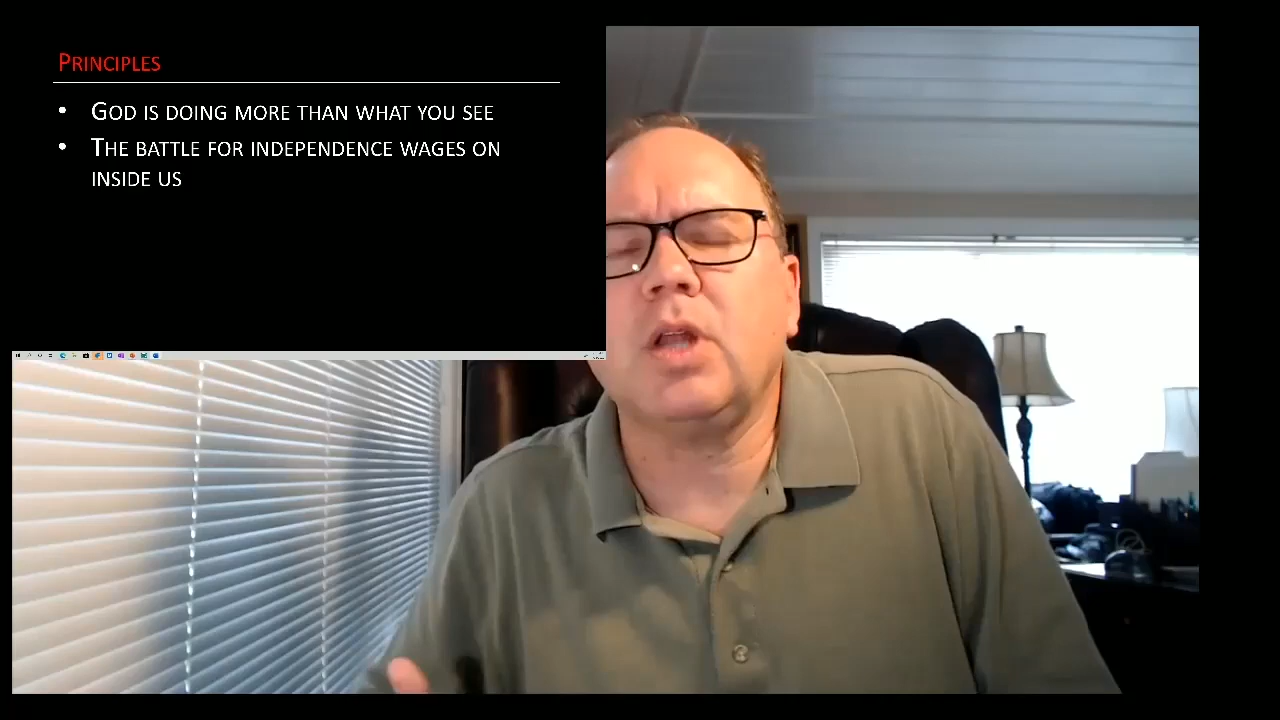 Principles
• God is doing more than what you see
• The battle for independence wages on
inside us